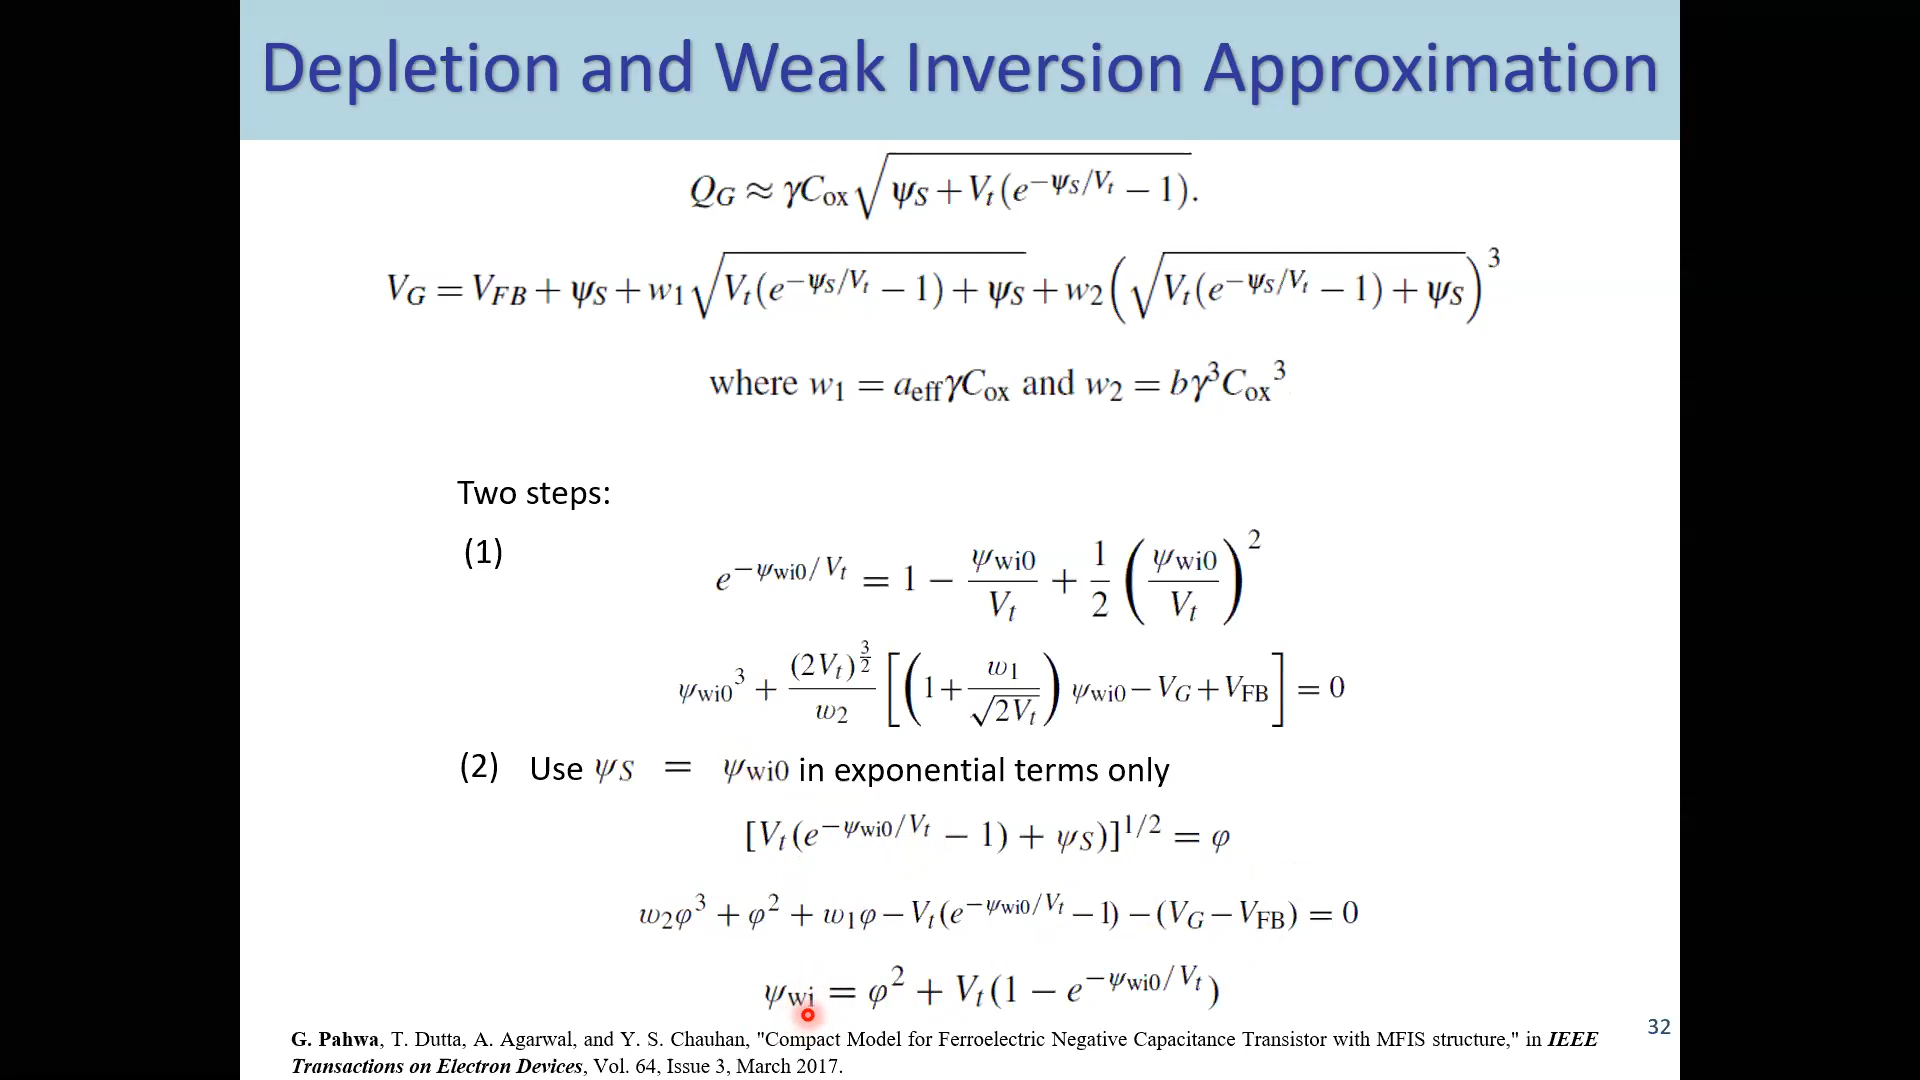 Depletion and Weak Inversion Approximation
Q_G ≈ γC_ox √(ψ_S + V_t(e^{−ψ_S/V_t} − 1)).
V_G = V_FB + ψ_S + w_1 √(V_t(e^{−ψ_S/V_t} − 1) + ψ_S) + w_2 (√(V_t(e^{−ψ_S/V_t} − 1) + ψ_S))^3
where w_1 = a_eff γC_ox and w_2 = bγ^3 C_ox^3
Two steps:
(1)
e^{−ψ_wi0/V_t} = 1 − ψ_wi0/V_t + 1/2 (ψ_wi0/V_t)^2
ψ_wi0^3 + (2V_t)^{3/2}/w_2 [(1 + w_1/√(2V_t)) ψ_wi0 − V_G + V_FB] = 0
(2) Use ψ_S = ψ_wi0 in exponential terms only
[V_t(e^{−ψ_wi0/V_t} − 1) + ψ_S)]^{1/2} = φ
w_2φ^3 + φ^2 + w_1φ − V_t(e^{−ψ_wi0/V_t} − 1) − (V_G − V_FB) = 0
ψ_wi = φ^2 + V_t(1 − e^{−ψ_wi0/V_t})
G. Pahwa, T. Dutta, A. Agarwal, and Y. S. Chauhan, "Compact Model for Ferroelectric Negative Capacitance Transistor with MFIS structure," in IEEE
Transactions on Electron Devices, Vol. 64, Issue 3, March 2017.
32